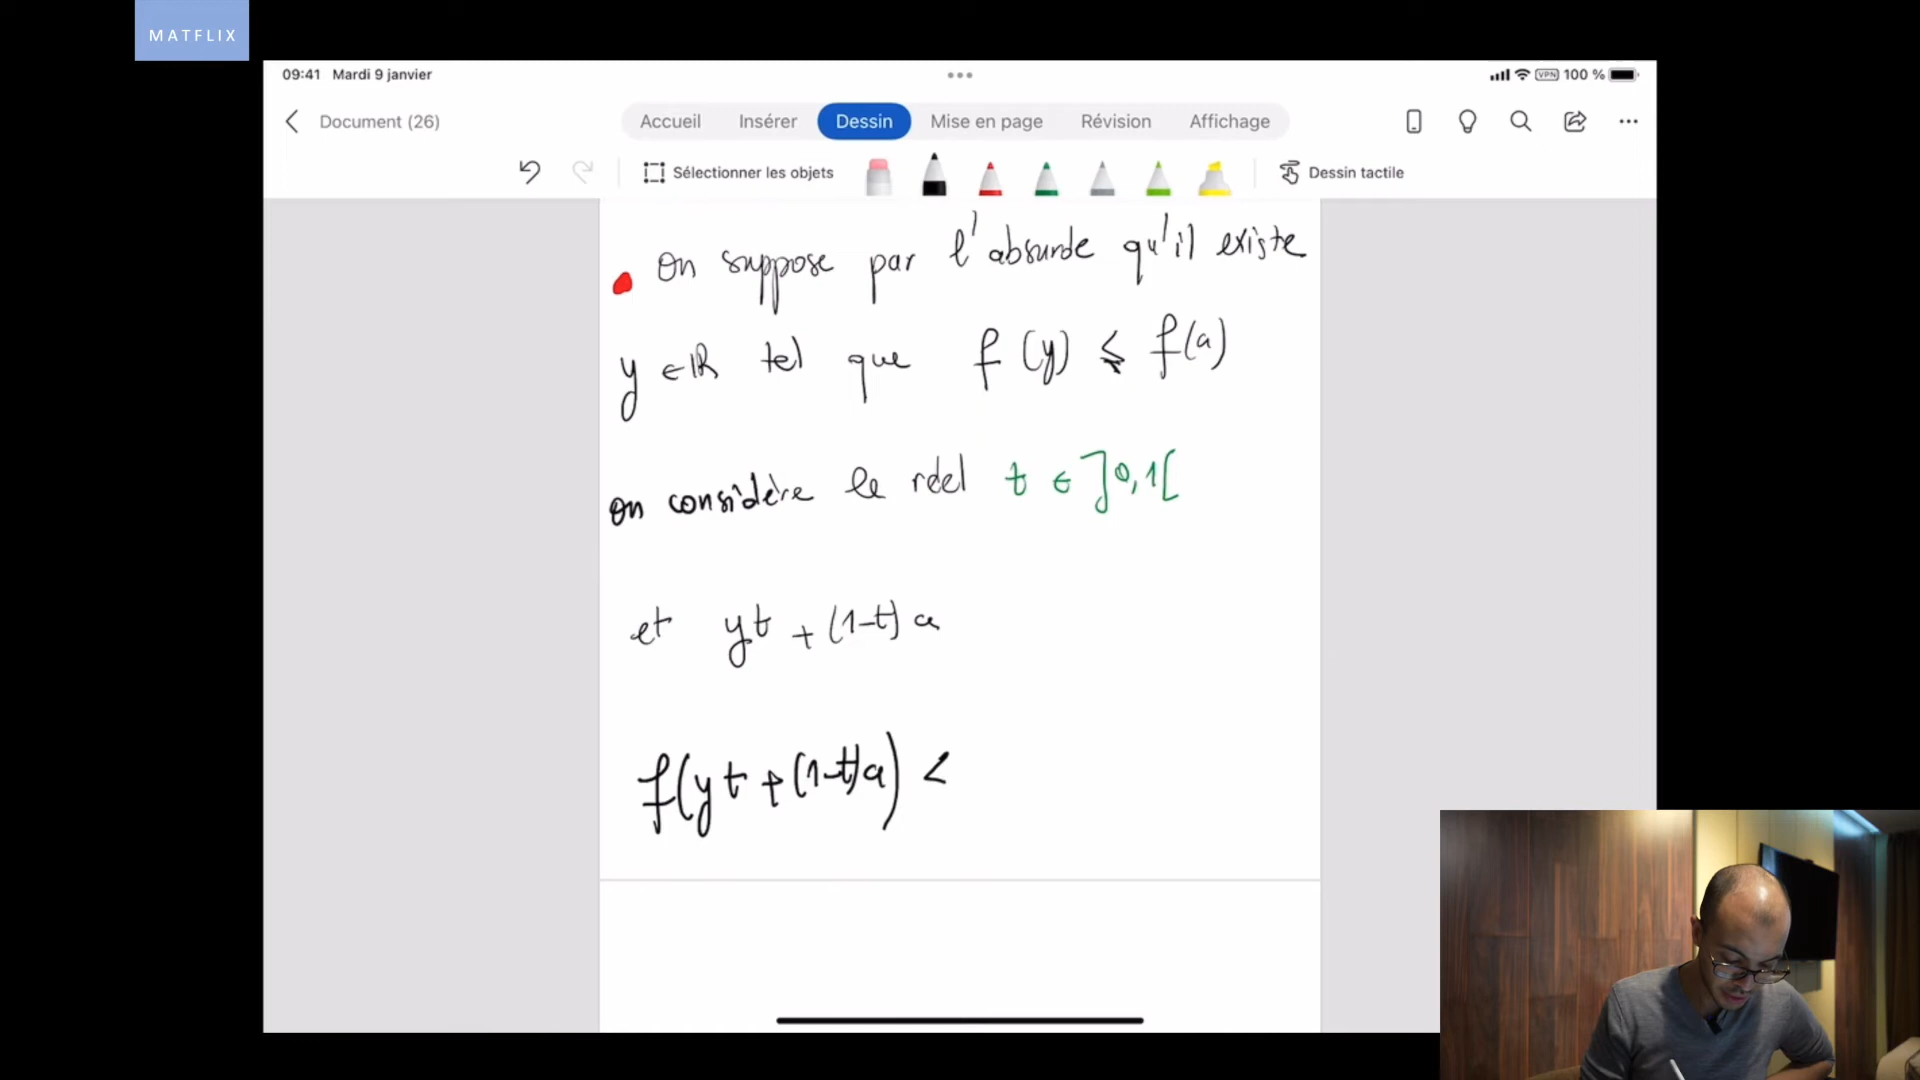 MATFLIX
09:41 Mardi 9 janvier
VPN 100 %
Document (26)
Accueil Insérer Dessin Mise en page Révision Affichage
Sélectionner les objets
Dessin tactile
On suppose par l'absurde qu'il existe
y ∈ ℝ tel que f(y) ≤ f(a)
on considère le réel t ∈ ]0,1[
et yt + (1-t) a
f(yt + (1-t)a) <